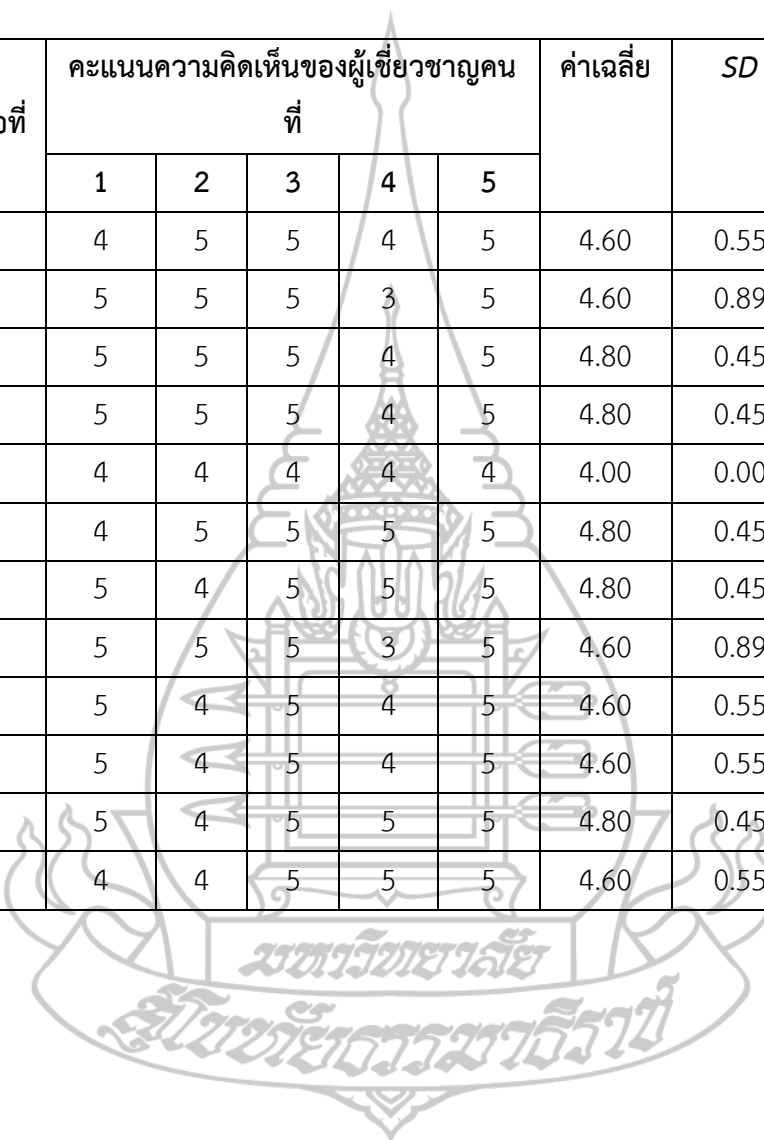 คะแนนความคิดเห็นของผู้เชี่ยวชาญคน ค่าเฉลี่ย SD
ที่
1 2 3 4 5
4 5 5 4 5 4.60 0.55
5 5 5 3 5 4.60 0.89
5 5 5 4 5 4.80 0.45
5 5 5 4 5 4.80 0.45
4 4 4 4 4 4.00 0.00
4 5 5 5 5 4.80 0.45
5 4 5 5 5 4.80 0.45
5 5 5 3 5 4.60 0.89
5 4 5 4 5 4.60 0.55
5 4 5 4 5 4.60 0.55
5 4 5 5 5 4.80 0.45
4 4 5 5 5 4.60 0.55
มหาวิทยาลัย
สุโขทัยธรรมาธิราช